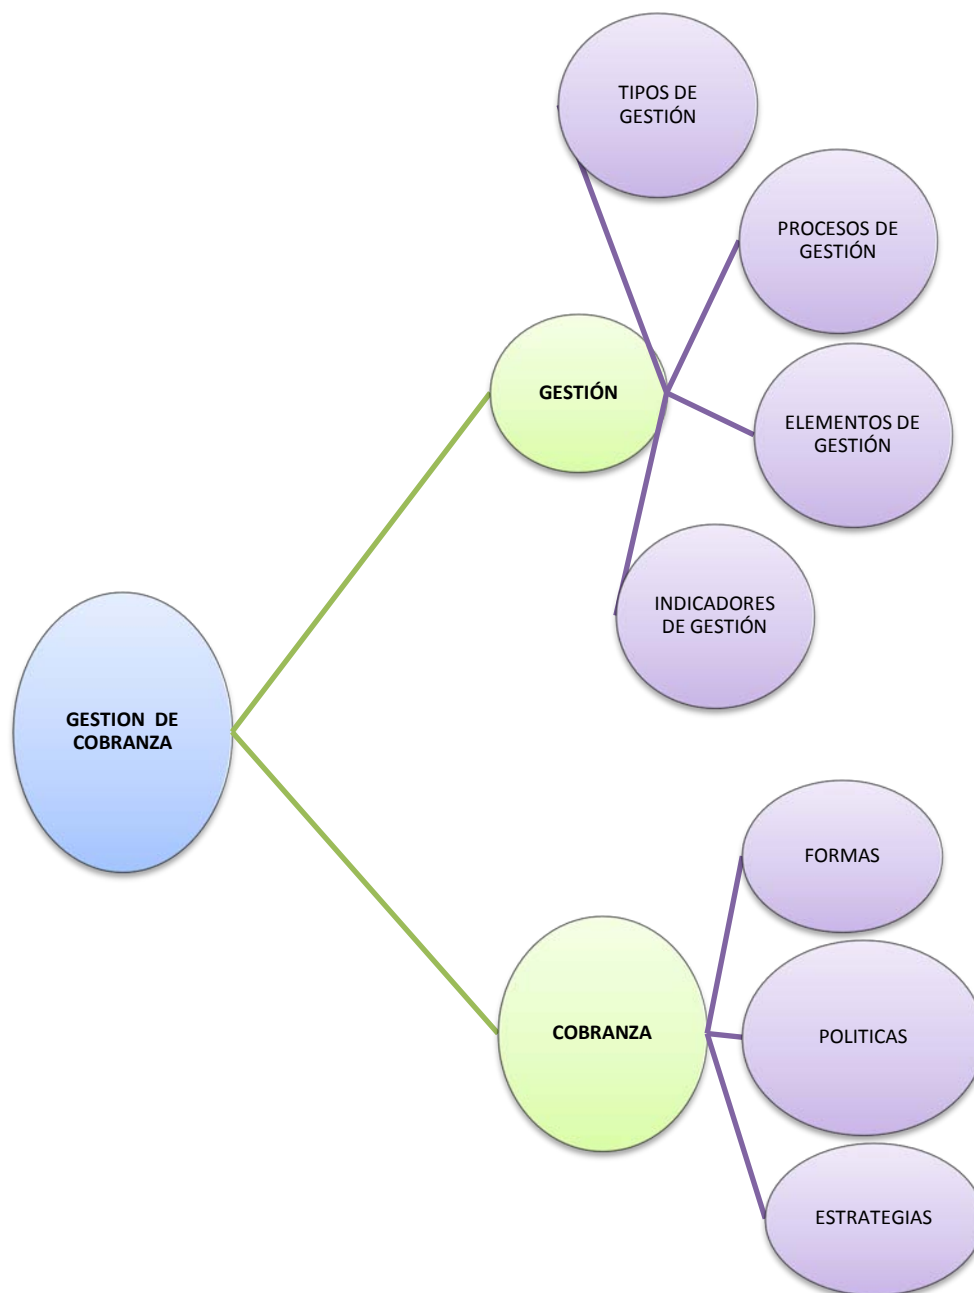 TIPOS DE
GESTIÓN
PROCESOS DE
GESTIÓN
GESTIÓN
ELEMENTOS DE
GESTIÓN
INDICADORES
DE GESTIÓN
GESTION  DE
COBRANZA
FORMAS
COBRANZA
POLITICAS
ESTRATEGIAS